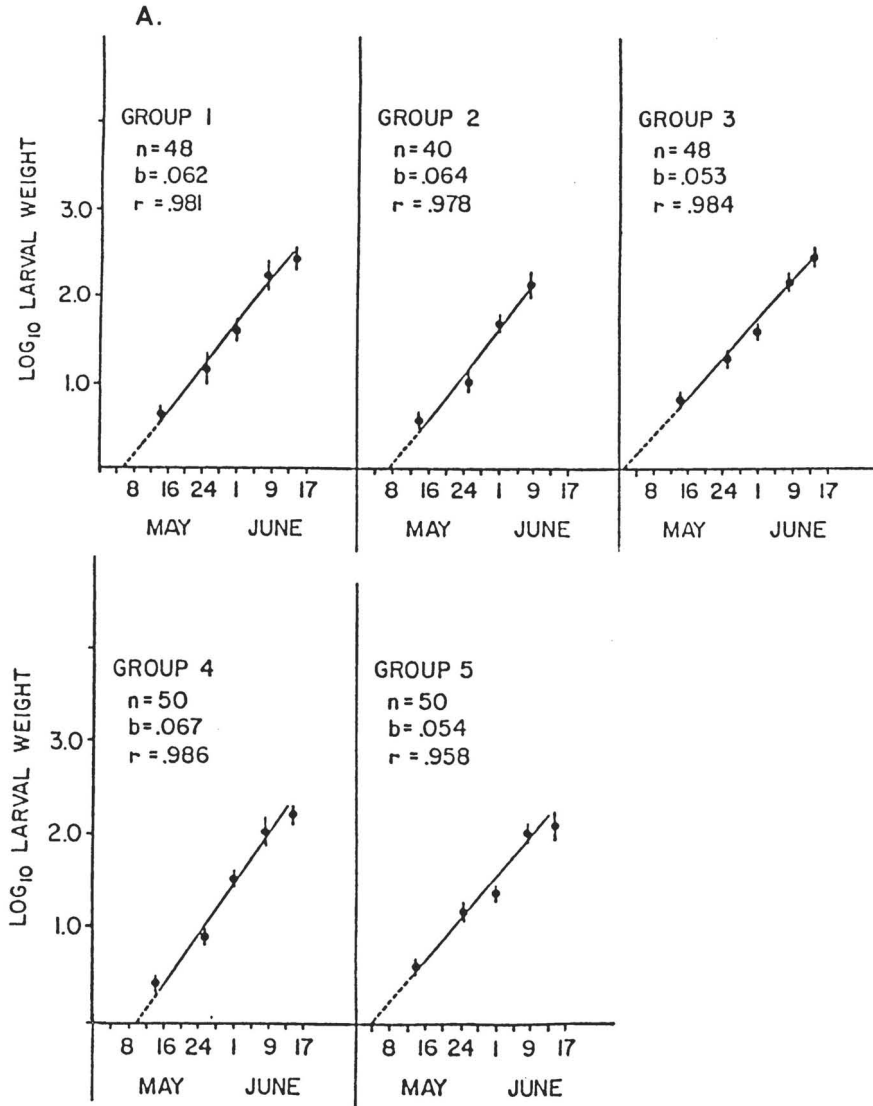 A.
LOG10 LARVAL WEIGHT
3.0
2.0
1.0
GROUP 1
n=48
b=.062
r=.981
8 16 24 1 9 17
MAY JUNE
GROUP 2
n=40
b=.064
r=.978
8 16 24 1 9 17
MAY JUNE
GROUP 3
n=48
b=.053
r=.984
8 16 24 1 9 17
MAY JUNE
LOG10 LARVAL WEIGHT
3.0
2.0
1.0
GROUP 4
n=50
b=.067
r=.986
8 16 24 1 9 17
MAY JUNE
GROUP 5
n=50
b=.054
r=.958
8 16 24 1 9 17
MAY JUNE